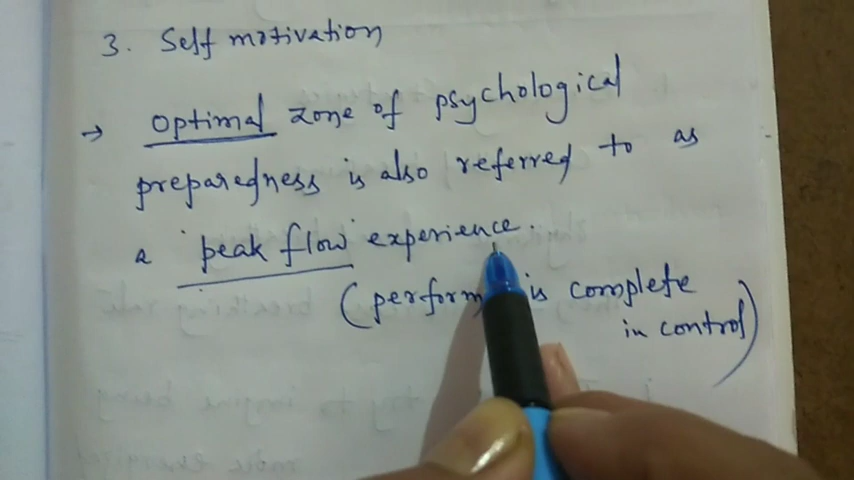 3. Self motivation
→ Optimal zone of psychological
preparedness is also referred to as
a 'peak flow' experience.
(perform is complete
in control)